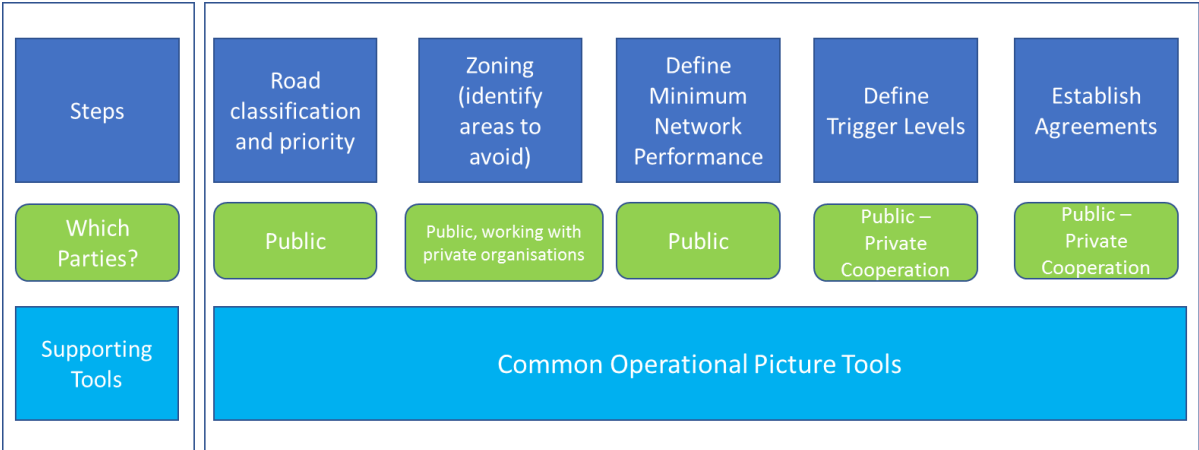 Steps
Road
classification
and priority
Zoning
(identify
areas to
avoid)
Define
Minimum
Network
Performance
Define
Trigger Levels
Establish
Agreements
Which
Parties?
Public
Public, working with
private organisations
Public
Public –
Private
Cooperation
Public –
Private
Cooperation
Supporting
Tools
Common Operational Picture Tools